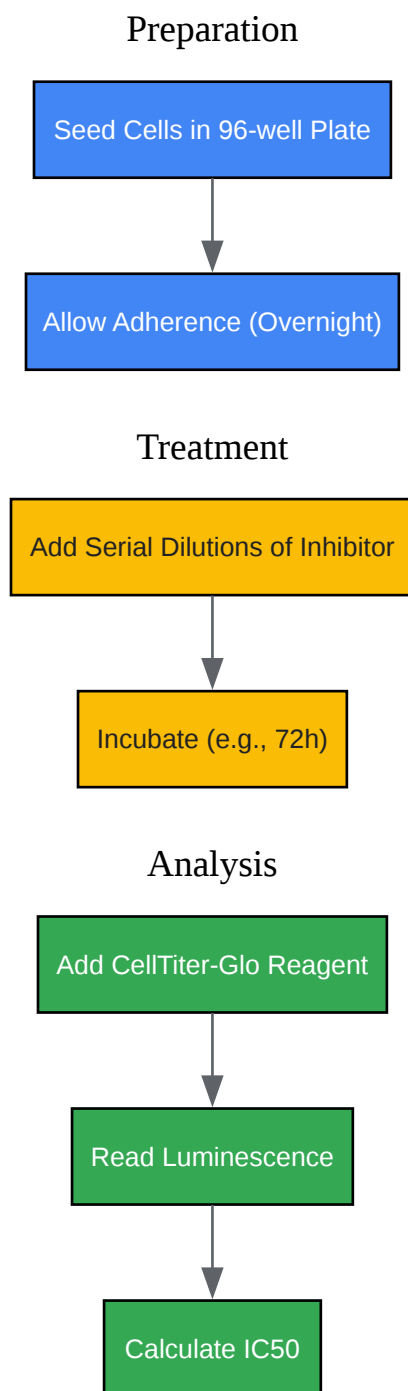 Preparation
Seed Cells in 96-well Plate
Allow Adherence (Overnight)
Treatment
Add Serial Dilutions of Inhibitor
Incubate (e.g., 72h)
Analysis
Add CellTiter-Glo Reagent
Read Luminescence
Calculate IC50